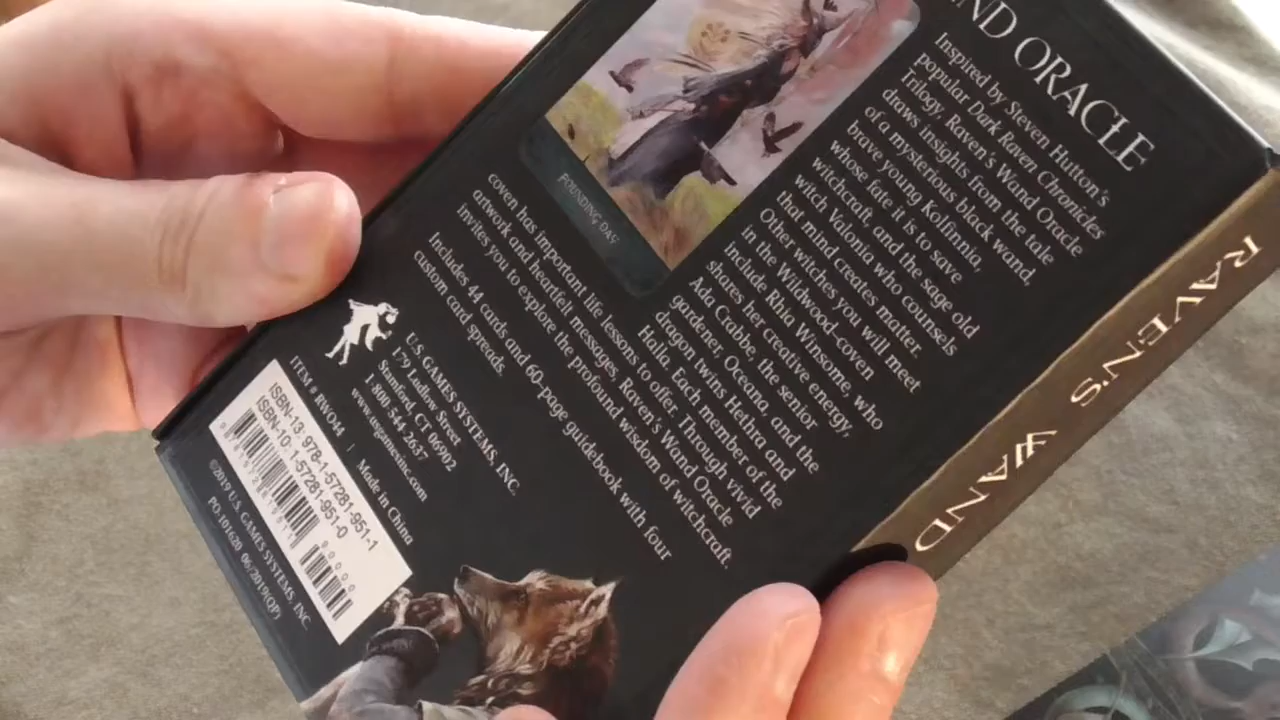 ND ORACLE
Inspired by Steven Hutton's
popular Dark Raven Chronicles
Trilogy, Raven's Wand Oracle
draws insights from the tale
of a mysterious black wand,
brave young Kolfinnia,
whose fate it is to save
witchcraft, and the sage old
witch Valonia who counsels
that mind creates matter.
Other witches you will meet
in the Wildwood-coven
include Rhia Winsome, who
shares her creative energy,
Ada Crabbe, the senior
gardener, Oceana, and the
dragon twins Hethra and
Halla. Each member of the
coven has important life lessons to offer. Through vivid
artwork and heartfelt messages, Raven's Wand Oracle
invites you to explore the profound wisdom of witchcraft.
Includes 44 cards and 60-page guidebook with four
custom card spreads.
FOUNDING DAY
U.S. GAMES SYSTEMS, INC.
179 Ludlow Street
Stamford, CT 06902
1-800-544-2637
www.usgamesinc.com
ITEM # RWO44 | Made in China
ISBN-13: 978-1-57281-951-1
ISBN-10: 1-57281-951-0
©2019 U.S. GAMES SYSTEMS, INC.
PO-101620 06/2019(QP)
RAVEN'S WAND